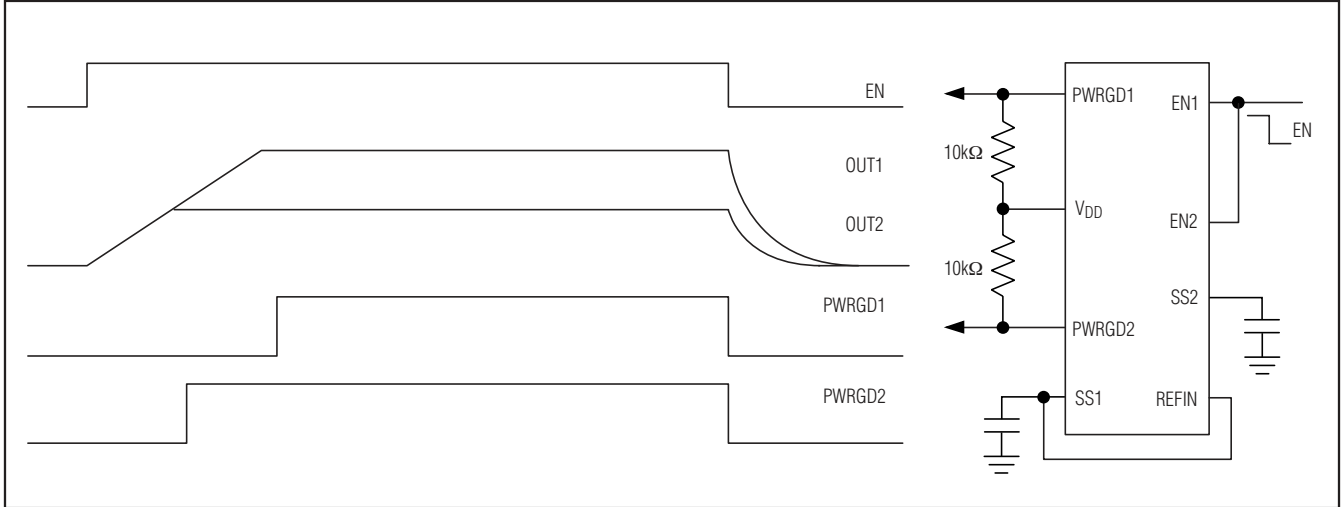 EN
OUT1
OUT2
PWRGD1
PWRGD2
PWRGD1
EN1
EN
10kΩ
VDD
EN2
10kΩ
SS2
PWRGD2
SS1
REFIN